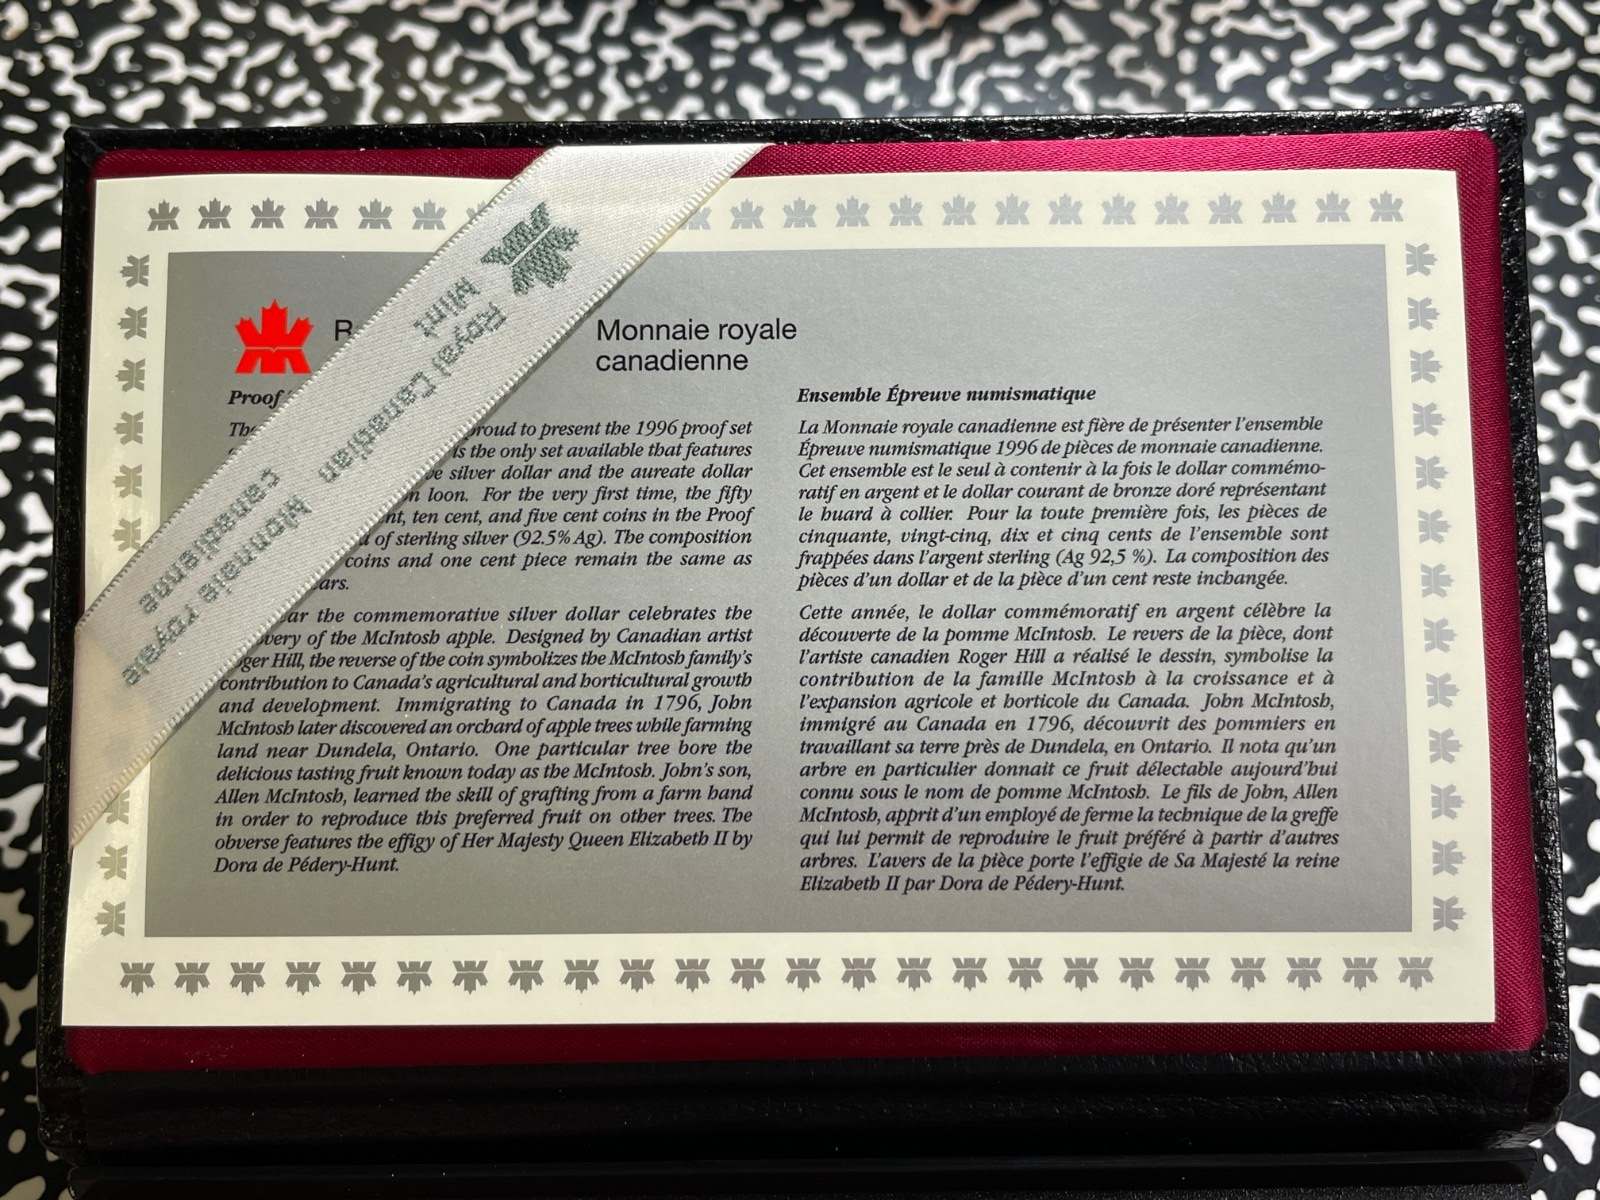 Royal Canadian
Mint
Monnaie royale
canadienne
Monnaie royale
canadienne
Proof
proud to present the 1996 proof set
is the only set available that features
silver dollar and the aureate dollar
loon. For the very first time, the fifty
ten cent, and five cent coins in the Proof
of sterling silver (92.5% Ag). The composition
coins and one cent piece remain the same as
the commemorative silver dollar celebrates the
of the McIntosh apple. Designed by Canadian artist
Hill, the reverse of the coin symbolizes the McIntosh family's
contribution to Canada's agricultural and horticultural growth
and development. Immigrating to Canada in 1796, John
McIntosh later discovered an orchard of apple trees while farming
land near Dundela, Ontario. One particular tree bore the
delicious tasting fruit known today as the McIntosh. John's son,
Allen McIntosh, learned the skill of grafting from a farm hand
in order to reproduce this preferred fruit on other trees. The
obverse features the effigy of Her Majesty Queen Elizabeth II by
Dora de Pédery-Hunt.
Ensemble Épreuve numismatique
La Monnaie royale canadienne est fière de présenter l'ensemble
Épreuve numismatique 1996 de pièces de monnaie canadienne.
Cet ensemble est le seul à contenir à la fois le dollar commémo-
ratif en argent et le dollar courant de bronze doré représentant
le huard à collier. Pour la toute première fois, les pièces de
cinquante, vingt-cinq, dix et cinq cents de l'ensemble sont
frappées dans l'argent sterling (Ag 92,5 %). La composition des
pièces d'un dollar et de la pièce d'un cent reste inchangée.
Cette année, le dollar commémoratif en argent célèbre la
découverte de la pomme McIntosh. Le revers de la pièce, dont
l'artiste canadien Roger Hill a réalisé le dessin, symbolise la
contribution de la famille McIntosh à la croissance et à
l'expansion agricole et horticole du Canada. John McIntosh,
immigré au Canada en 1796, découvrit des pommiers en
travaillant sa terre près de Dundela, en Ontario. Il nota qu'un
arbre en particulier donnait ce fruit délectable aujourd'hui
connu sous le nom de pomme McIntosh. Le fils de John, Allen
McIntosh, apprit d'un employé de ferme la technique de la greffe
qui lui permit de reproduire le fruit préféré à partir d'autres
arbres. L'avers de la pièce porte l'effigie de Sa Majesté la reine
Elizabeth II par Dora de Pédery-Hunt.